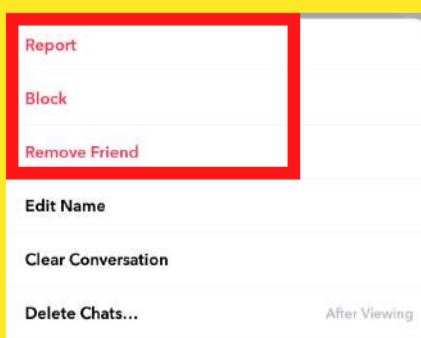 Report
Block
Remove Friend
Edit Name
Clear Conversation
Delete Chats... After Viewing